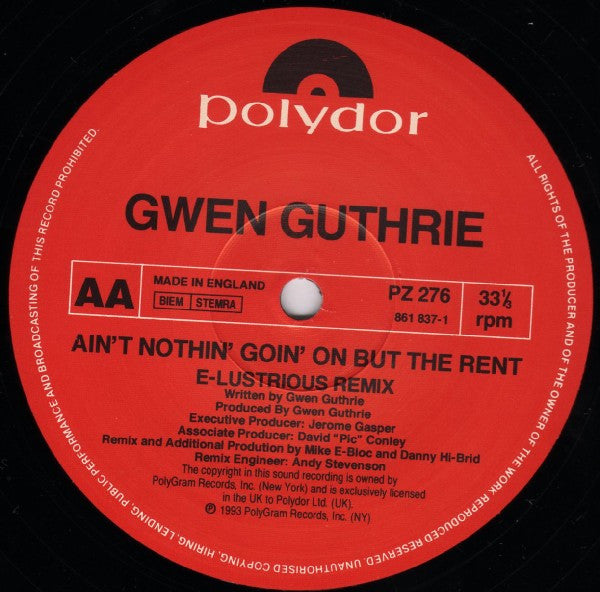 polydor
GWEN GUTHRIE
AA
MADE IN ENGLAND
BIEM STEMRA
PZ 276
861 837-1
33⅓
rpm
AIN'T NOTHIN' GOIN' ON BUT THE RENT
E-LUSTRIOUS REMIX
Written by Gwen Guthrie
Produced By Gwen Guthrie
Executive Producer: Jerome Gasper
Associate Producer: David "Pic" Conley
Remix and Additional Prodution by Mike E-Bloc and Danny Hi-Brid
Remix Engineer: Andy Stevenson
The copyright in this sound recording is owned by
PolyGram Records, Inc. (New York) and is exclusively licensed
in the UK to Polydor Ltd. (UK).
℗ 1993 PolyGram Records, Inc. (NY)
ALL RIGHTS OF THE PRODUCER AND OF THE OWNER OF THE WORK REPRODUCED RESERVED. UNAUTHORISED COPYING, HIRING, LENDING, PUBLIC PERFORMANCE AND BROADCASTING OF THIS RECORD PROHIBITED.